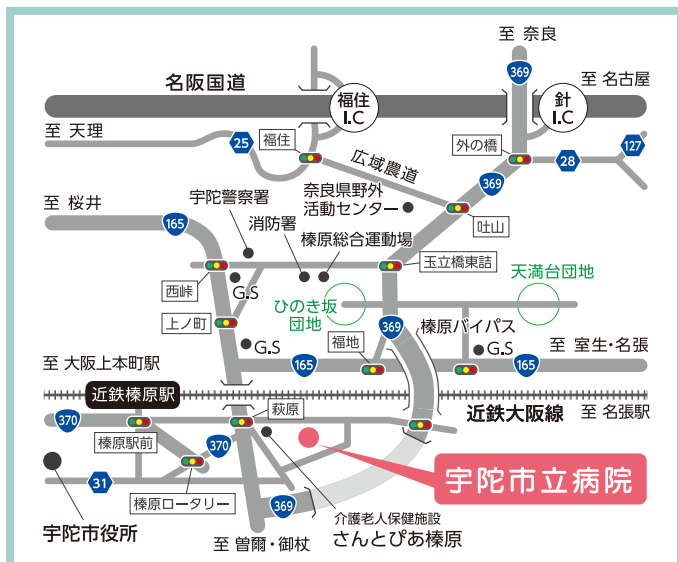 至 奈良
369
名阪国道
福住
I.C
針
I.C
至 名古屋
至 天理
25
福住
外の橋
127
28
広域農道
369
奈良県野外
活動センター
吐山
至 桜井
165
宇陀警察署
消防署
榛原総合運動場
玉立橋東詰
西峠
G.S
天満台団地
ひのき坂
団地
上ノ町
369
榛原バイパス
G.S
福地
G.S
至 室生・名張
至 大阪上本町駅
165
165
近鉄榛原駅
近鉄大阪線
至 名張駅
370
萩原
榛原駅前
370
宇陀市立病院
31
榛原ロータリー
369
宇陀市役所
介護老人保健施設
さんとぴあ榛原
至 曽爾・御杖